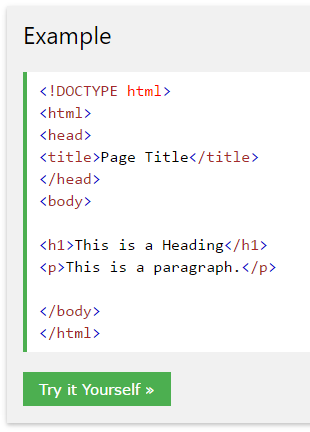 Example
<!DOCTYPE html>
<html>
<head>
<title>Page Title</title>
</head>
<body>
<h1>This is a Heading</h1>
<p>This is a paragraph.</p>
</body>
</html>
Try it Yourself »